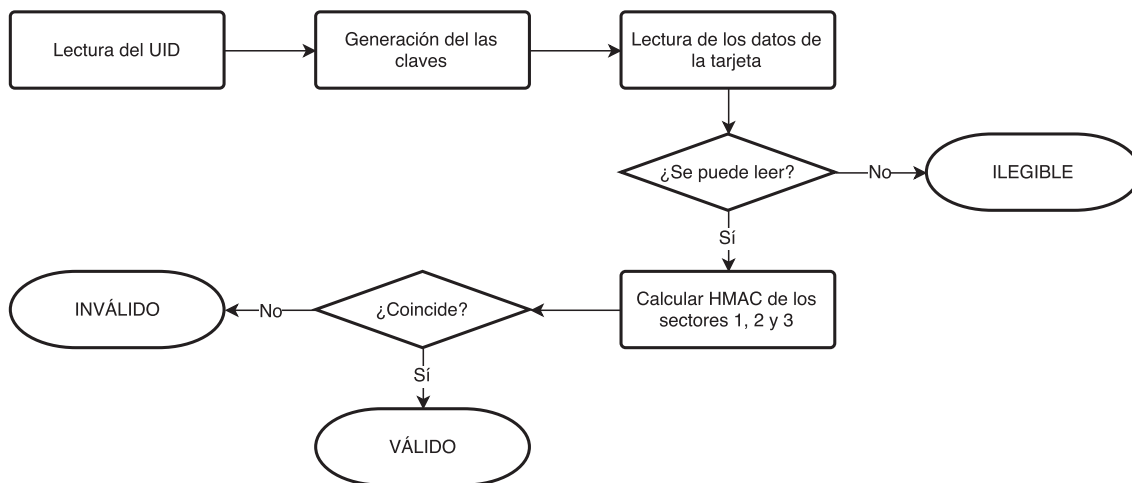 Lectura del UID
Generación del las
claves
Lectura de los datos de
la tarjeta
¿Se puede leer?
No
ILEGIBLE
Sí
Calcular HMAC de los
sectores 1, 2 y 3
¿Coincide?
No
INVÁLIDO
Sí
VÁLIDO